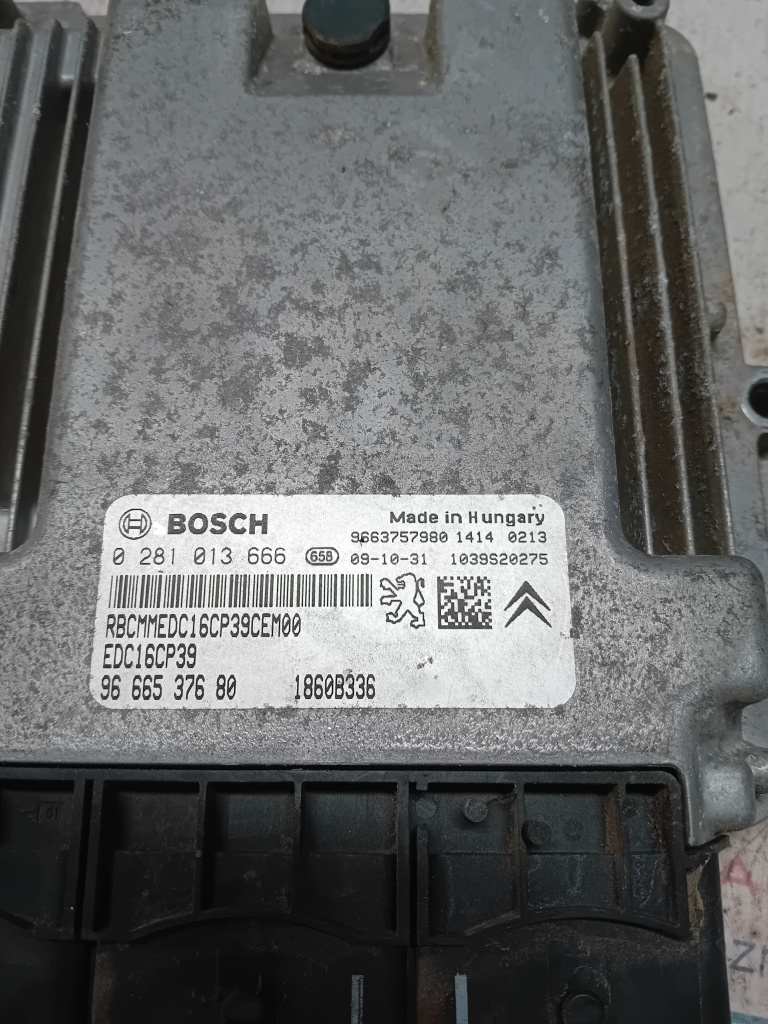 BOSCH
Made in Hungary
9663757980 1414 0213
0 281 013 666 65B 09-10-31 1039S20275
RBCMMEDC16CP39CEM00
EDC16CP39
96 665 376 80 1860B336